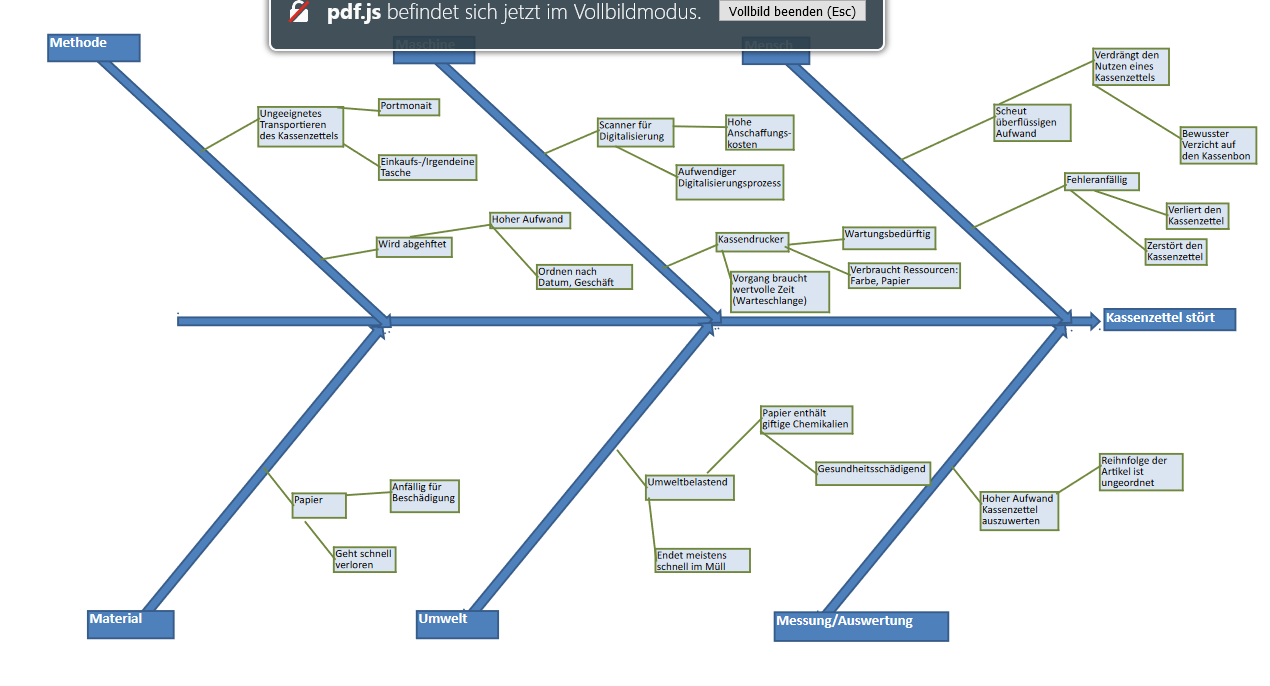 pdf.js befindet sich jetzt im Vollbildmodus.
Vollbild beenden (Esc)
Methode
Maschine
Mensch
Ungeeignetes
Transportieren
des Kassenzettels
Portmonait
Einkaufs-/Irgendeine
Tasche
Wird abgehftet
Hoher Aufwand
Ordnen nach
Datum, Geschäft
Scanner für
Digitalisierung
Hohe
Anschaffungs-
kosten
Aufwendiger
Digitalisierungsprozess
Kassendrucker
Wartungsbedürftig
Verbraucht Ressourcen:
Farbe, Papier
Vorgang braucht
wertvolle Zeit
(Warteschlange)
Verdrängt den
Nutzen eines
Kassenzettels
Scheut
überflüssigen
Aufwand
Bewusster
Verzicht auf
den Kassenbon
Fehleranfällig
Verliert den
Kassenzettel
Zerstört den
Kassenzettel
Kassenzettel stört
Papier
Anfällig für
Beschädigung
Geht schnell
verloren
Papier enthält
giftige Chemikalien
Gesundheitsschädigend
Umweltbelastend
Endet meistens
schnell im Müll
Reihnfolge der
Artikel ist
ungeordnet
Hoher Aufwand
Kassenzettel
auszuwerten
Material
Umwelt
Messung/Auswertung